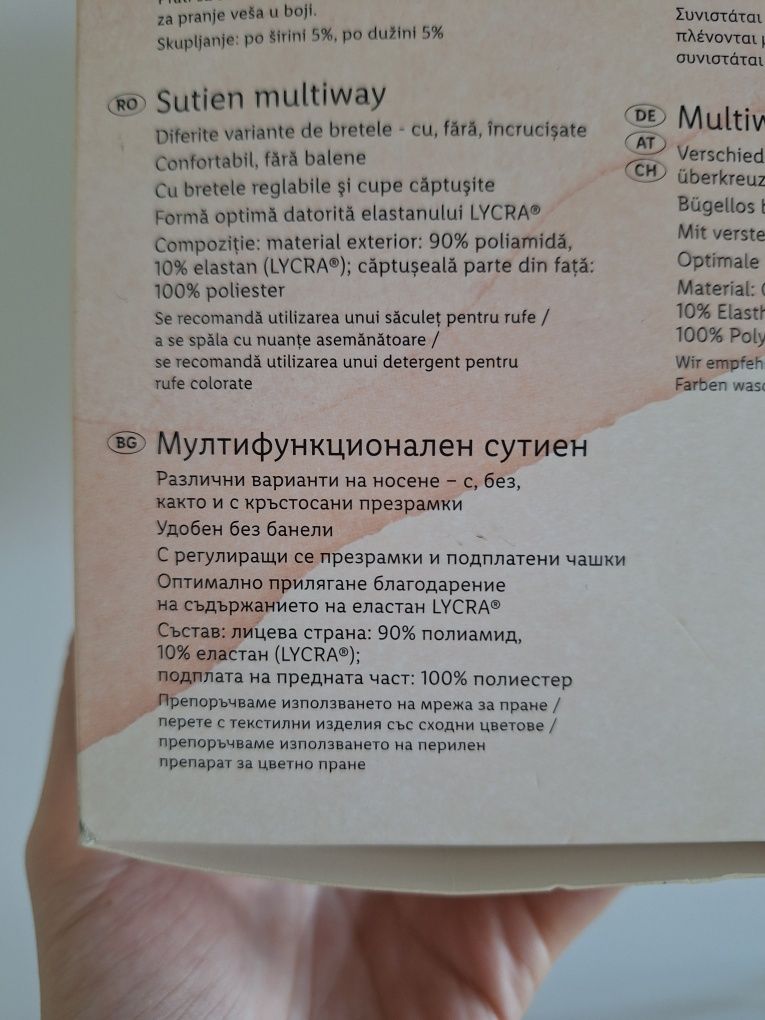 za pranje veša u boji.
Skupljanje: po širini 5%, po dužini 5%
RO Sutien multiway
Diferite variante de bretele - cu, fără, încrucișate
Confortabil, fără balene
Cu bretele reglabile și cupe căptușite
Formă optimă datorită elastanului LYCRA®
Compoziție: material exterior: 90% poliamidă,
10% elastan (LYCRA®); căptușeală parte din față:
100% poliester
Se recomandă utilizarea unui săculeț pentru rufe /
a se spăla cu nuanțe asemănătoare /
se recomandă utilizarea unui detergent pentru
rufe colorate
BG Мултифункционален сутиен
Различни варианти на носене – с, без,
както и с кръстосани презрамки
Удобен без банели
С регулиращи се презрамки и подплатени чашки
Оптимално прилягане благодарение
на съдържанието на еластан LYCRA®
Състав: лицева страна: 90% полиамид,
10% еластан (LYCRA®);
подплата на предната част: 100% полиестер
Препоръчваме използването на мрежа за пране /
перете с текстилни изделия със сходни цветове /
препоръчваме използването на перилен
препарат за цветно пране
Συνιστάται
πλένονται
συνιστάται
DE
AT
CH
Multiw
Verschied
überkreuz
Bügellos
Mit verste
Optimale
Material:
10% Elasth
100% Poly
Wir empfeh
Farben wasc